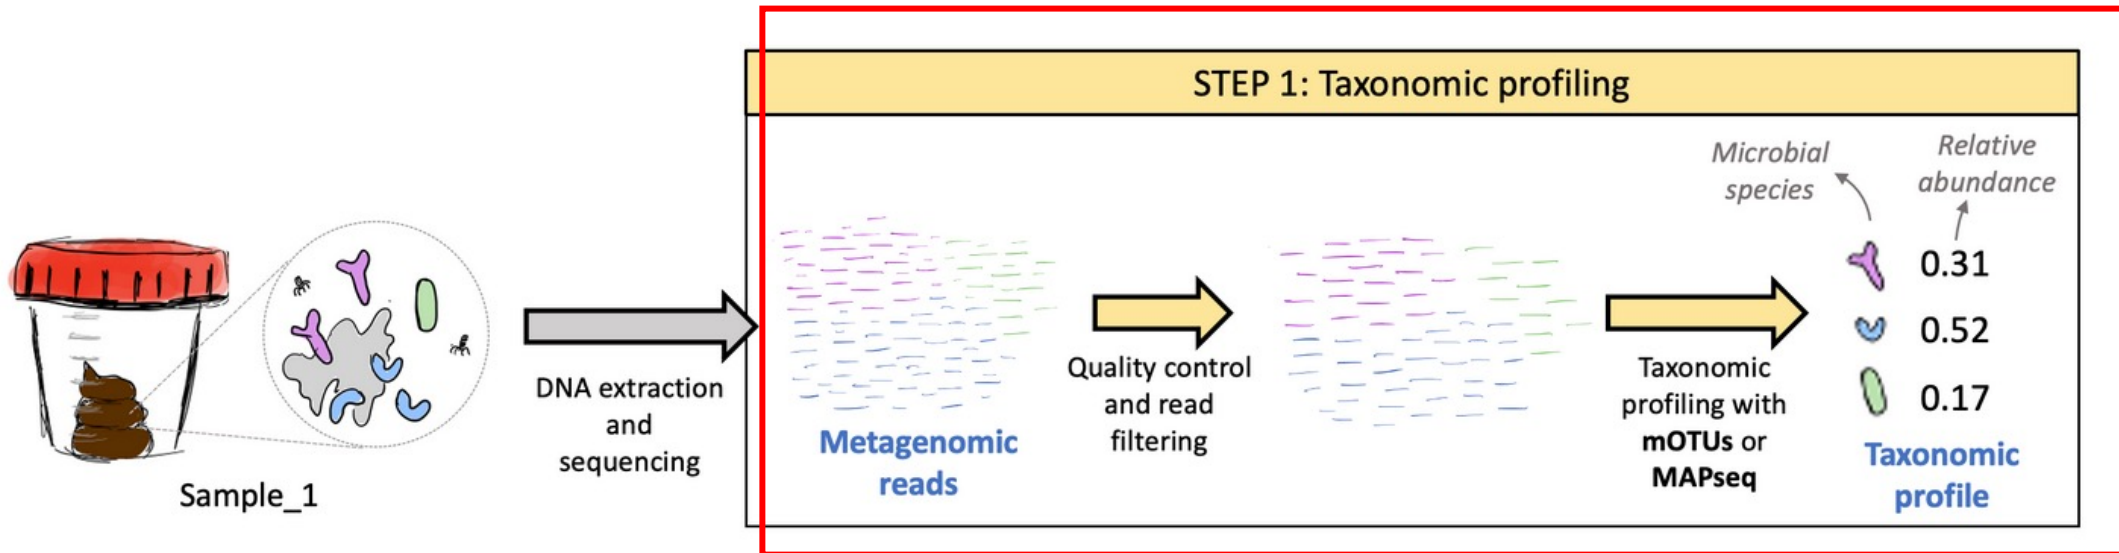 STEP 1: Taxonomic profiling
Microbial
species
Relative
abundance
0.31
0.52
0.17
DNA extraction
and
sequencing
Quality control
and read
filtering
Taxonomic
profiling with
mOTUs or
MAPseq
Metagenomic
reads
Taxonomic
profile
Sample_1